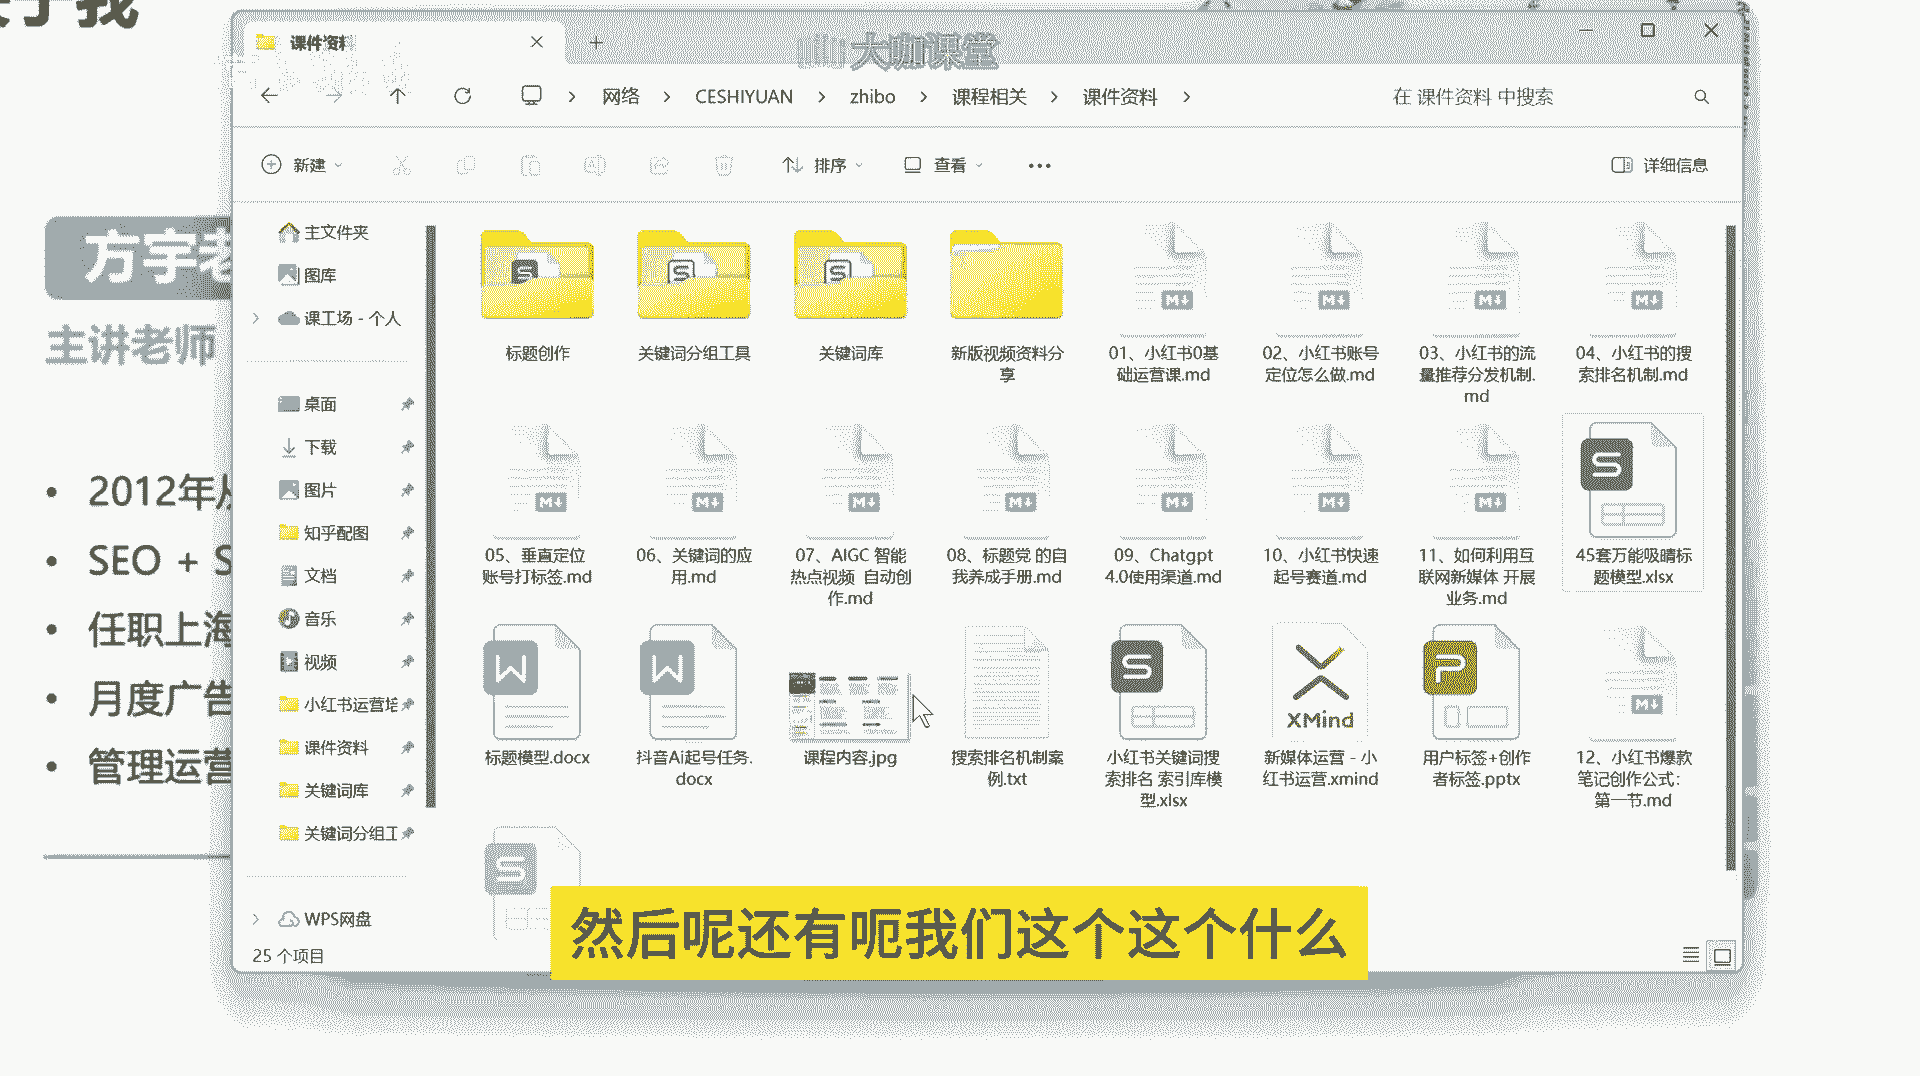 于我
课件资料
大咖课堂
网络
CESHIYUAN
zhibo
课程相关
课件资料
在 课件资料 中搜索
新建
排序
查看
详细信息
方宇老
主讲老师
2012年从
SEO + S
任职上海
月度广告
管理运营
主文件夹
图库
课工场 - 个人
桌面
下载
图片
知乎配图
文档
音乐
视频
小红书运营培
课件资料
关键词库
关键词分组工
WPS网盘
25 个项目
标题创作
关键词分组工具
关键词库
新版视频资料分
享
01、小红书0基
础运营课.md
02、小红书账号
定位怎么做.md
03、小红书的流
量推荐分发机制.
md
04、小红书的搜
索排名机制.md
05、垂直定位
账号打标签.md
06、关键词的应
用.md
07、AIGC 智能
热点视频 自动创
作.md
08、标题党 的自
我养成手册.md
09、Chatgpt
4.0使用渠道.md
10、小红书快速
起号赛道.md
11、如何利用互
联网新媒体 开展
业务.md
45套万能吸睛标
题模型.xlsx
标题模型.docx
抖音Ai起号任务.
docx
课程内容.jpg
搜索排名机制案
例.txt
小红书关键词搜
索排名 索引库模
型.xlsx
XMind
新媒体运营 - 小
红书运营.xmind
用户标签+创作
者标签.pptx
12、小红书爆款
笔记创作公式：
第一节.md
然后呢还有呃我们这个这个什么